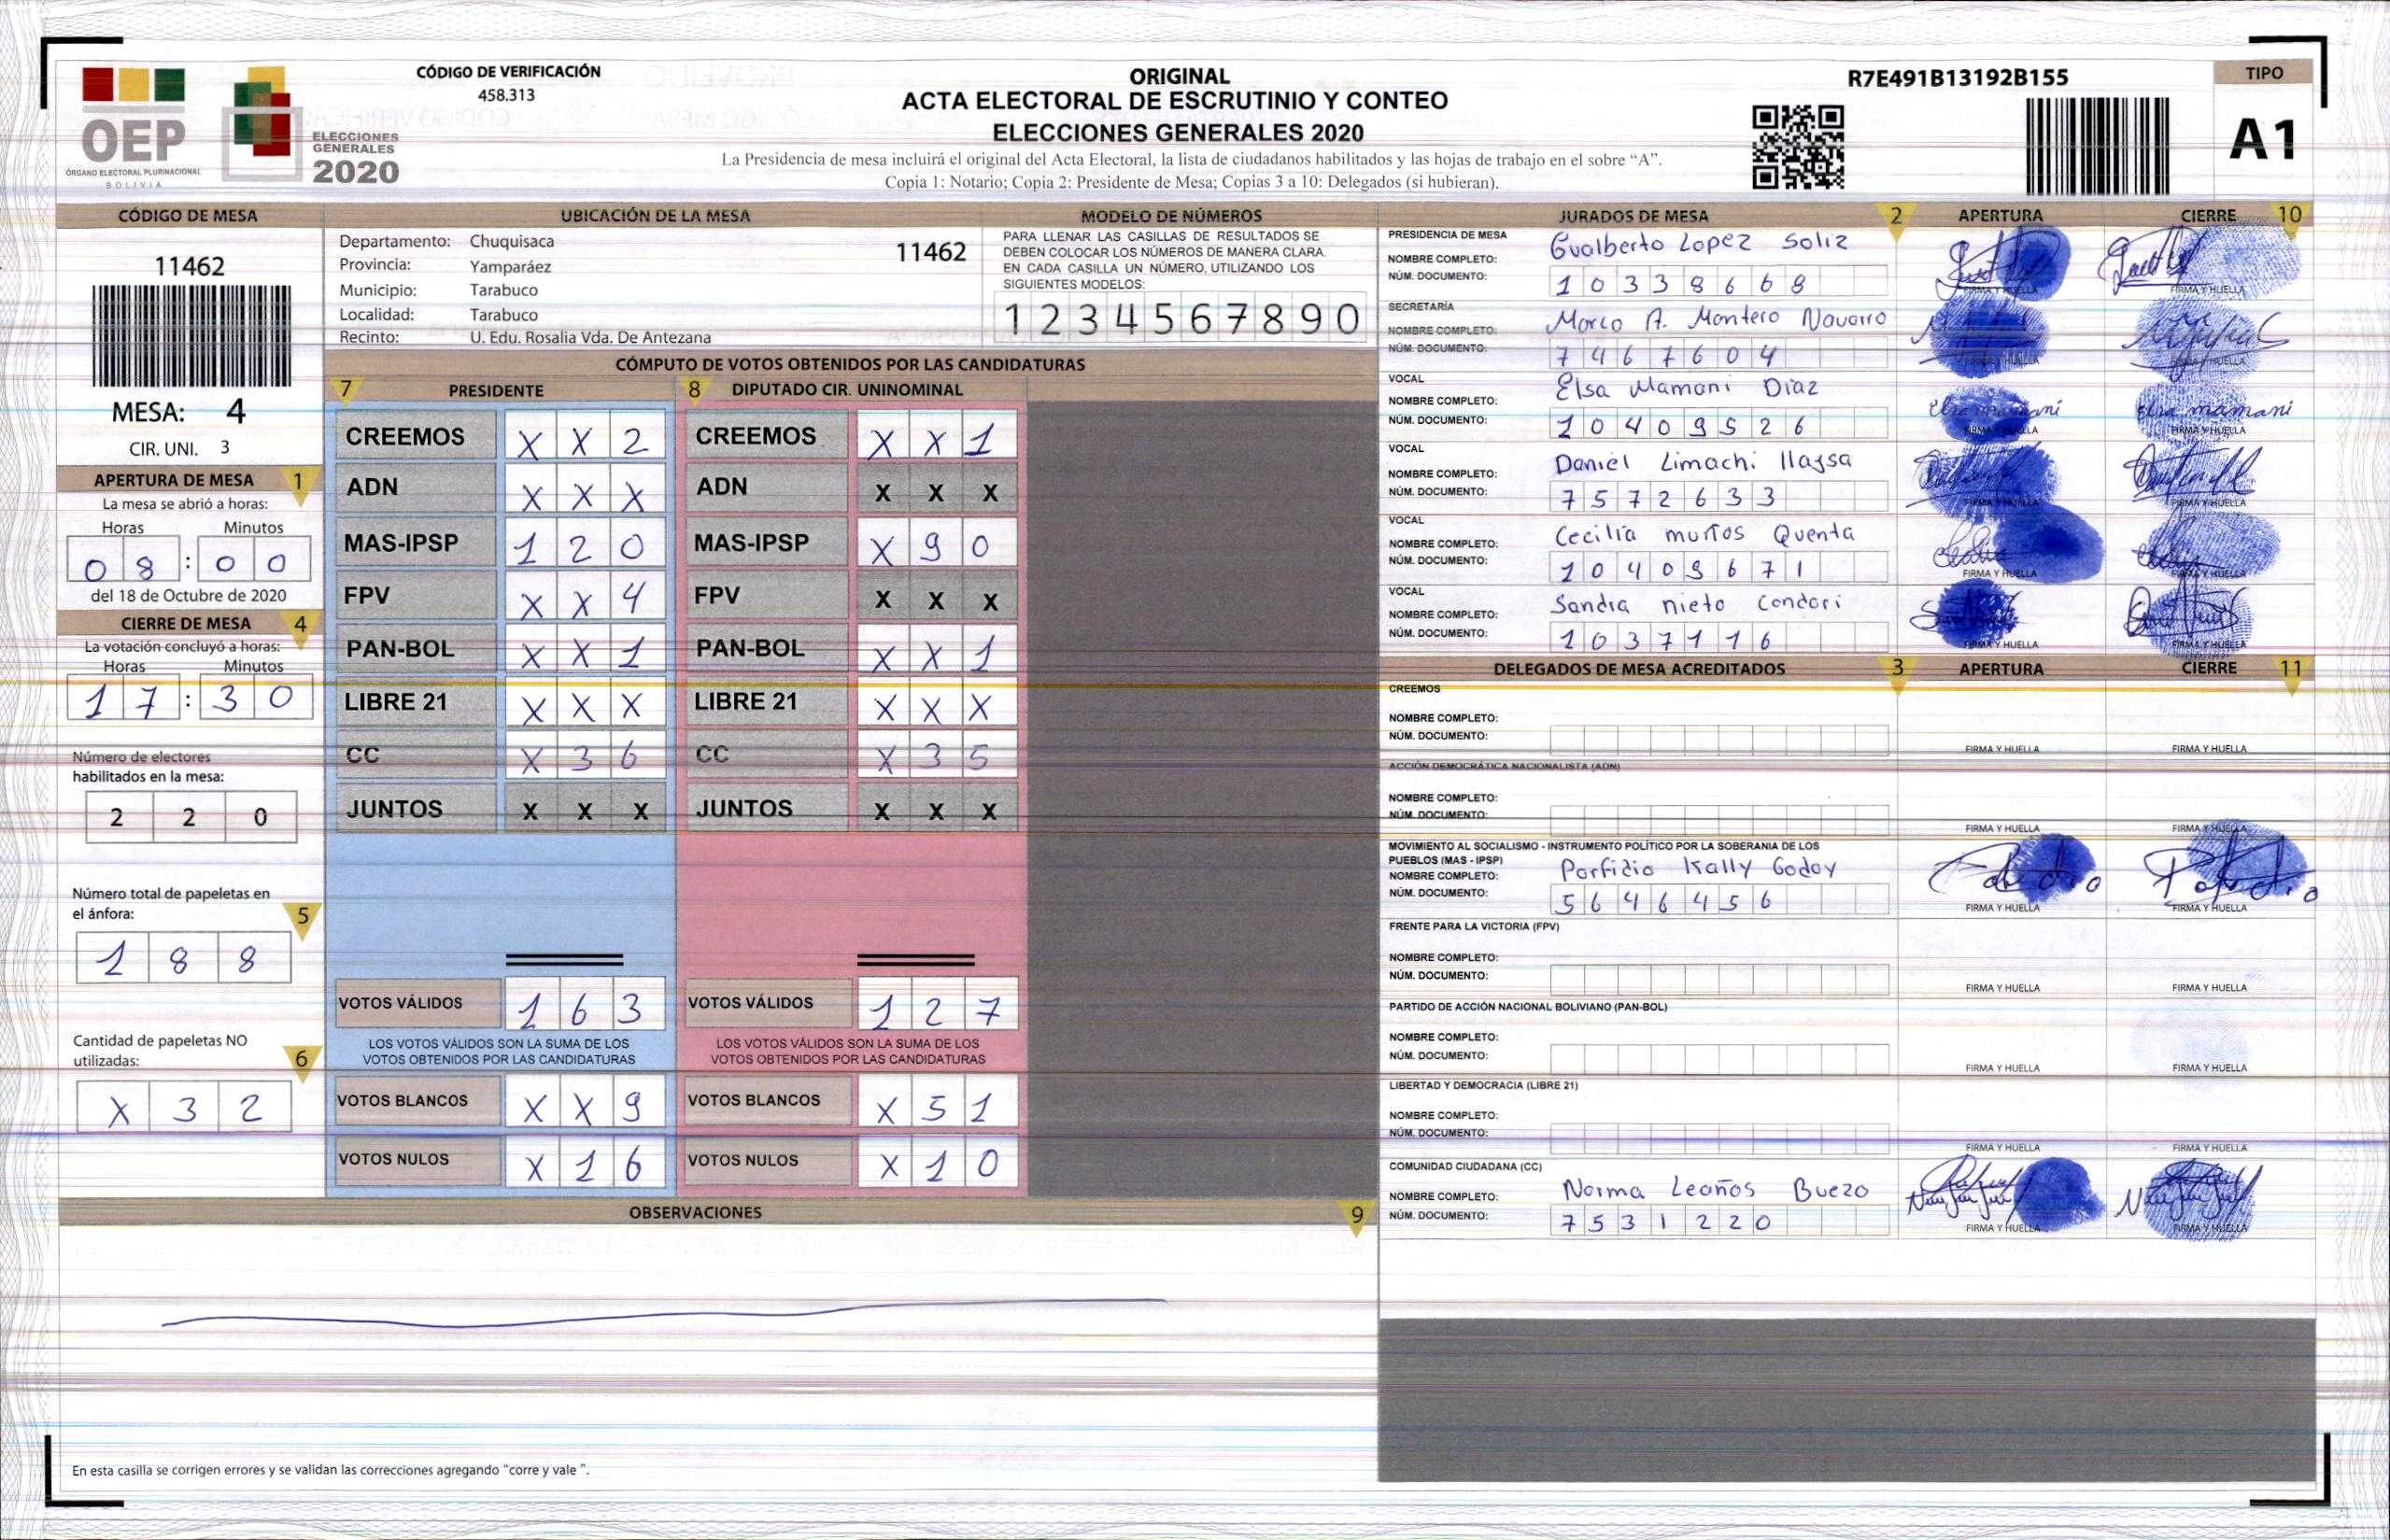 CÓDIGO DE VERIFICACIÓN
458.313
OEP
ÓRGANO ELECTORAL PLURINACIONAL
BOLIVIA
ELECCIONES
GENERALES
2020
ORIGINAL
ACTA ELECTORAL DE ESCRUTINIO Y CONTEO
ELECCIONES GENERALES 2020
La Presidencia de mesa incluirá el original del Acta Electoral, la lista de ciudadanos habilitados y las hojas de trabajo en el sobre “A”.
Copia 1: Notario; Copia 2: Presidente de Mesa; Copias 3 a 10: Delegados (si hubieran).
R7E491B13192B155
TIPO
A1
CÓDIGO DE MESA
11462
MESA: 4
CIR. UNI. 3
APERTURA DE MESA 1
La mesa se abrió a horas:
Horas Minutos
0 8 : 0 0
del 18 de Octubre de 2020
CIERRE DE MESA 4
La votación concluyó a horas:
Horas Minutos
1 7 : 3 0
Número de electores
habilitados en la mesa:
2 2 0
Número total de papeletas en
el ánfora: 5
1 8 8
Cantidad de papeletas NO
utilizadas: 6
X 3 2
UBICACIÓN DE LA MESA
Departamento: Chuquisaca
11462
Provincia: Yamparáez
Municipio: Tarabuco
Localidad: Tarabuco
Recinto: U. Edu. Rosalia Vda. De Antezana
MODELO DE NÚMEROS
PARA LLENAR LAS CASILLAS DE RESULTADOS SE
DEBEN COLOCAR LOS NÚMEROS DE MANERA CLARA.
EN CADA CASILLA UN NÚMERO, UTILIZANDO LOS
SIGUIENTES MODELOS:
1 2 3 4 5 6 7 8 9 0
CÓMPUTO DE VOTOS OBTENIDOS POR LAS CANDIDATURAS
7 PRESIDENTE 8 DIPUTADO CIR. UNINOMINAL
CREEMOS X X 2 CREEMOS X X 1
ADN X X X ADN X X X
MAS-IPSP 1 2 0 MAS-IPSP X 9 0
FPV X X 4 FPV X X X
PAN-BOL X X 1 PAN-BOL X X 1
LIBRE 21 X X X LIBRE 21 X X X
CC X 3 6 CC X 3 5
JUNTOS X X X JUNTOS X X X
VOTOS VÁLIDOS 1 6 3 VOTOS VÁLIDOS 1 2 7
LOS VOTOS VÁLIDOS SON LA SUMA DE LOS LOS VOTOS VÁLIDOS SON LA SUMA DE LOS
VOTOS OBTENIDOS POR LAS CANDIDATURAS VOTOS OBTENIDOS POR LAS CANDIDATURAS
VOTOS BLANCOS X X 9 VOTOS BLANCOS X 5 1
VOTOS NULOS X 1 6 VOTOS NULOS X 1 0
OBSERVACIONES 9
En esta casilla se corrigen errores y se validan las correcciones agregando “corre y vale ”.
JURADOS DE MESA 2 APERTURA CIERRE 10
PRESIDENCIA DE MESA
NOMBRE COMPLETO: Gualberto Lopez Soliz
NÚM. DOCUMENTO: 1 0 3 3 8 6 6 8
FIRMA Y HUELLA FIRMA Y HUELLA
SECRETARÍA
NOMBRE COMPLETO: Marco A. Montero Navarro
NÚM. DOCUMENTO: 7 4 6 7 6 0 4
FIRMA Y HUELLA FIRMA Y HUELLA
VOCAL
NOMBRE COMPLETO: Elsa Mamani Diaz
NÚM. DOCUMENTO: 1 0 4 0 9 5 2 6
elsa mamani elsa mamani
FIRMA Y HUELLA FIRMA Y HUELLA
VOCAL
NOMBRE COMPLETO: Daniel Limachi
NÚM. DOCUMENTO: 7 5 7 2 6 3 3
FIRMA Y HUELLA FIRMA Y HUELLA
VOCAL
NOMBRE COMPLETO: Cecilia Quenta
NÚM. DOCUMENTO: 1 0 4 0 9 6 7 1
FIRMA Y HUELLA FIRMA Y HUELLA
VOCAL
NOMBRE COMPLETO: Sandra nieto Condori
NÚM. DOCUMENTO: 1 0 3 7 1 1 6
FIRMA Y HUELLA FIRMA Y HUELLA
DELEGADOS DE MESA ACREDITADOS 3 APERTURA CIERRE 11
CREEMOS
NOMBRE COMPLETO:
NÚM. DOCUMENTO:
FIRMA Y HUELLA FIRMA Y HUELLA
ACCIÓN DEMOCRÁTICA NACIONALISTA (ADN)
NOMBRE COMPLETO:
NÚM. DOCUMENTO:
FIRMA Y HUELLA FIRMA Y HUELLA
MOVIMIENTO AL SOCIALISMO - INSTRUMENTO POLÍTICO POR LA SOBERANIA DE LOS
PUEBLOS (MAS - IPSP)
NOMBRE COMPLETO: Porfidio Kally Godoy
NÚM. DOCUMENTO: 5 6 4 6 4 5 6
FIRMA Y HUELLA FIRMA Y HUELLA
FRENTE PARA LA VICTORIA (FPV)
NOMBRE COMPLETO:
NÚM. DOCUMENTO:
FIRMA Y HUELLA FIRMA Y HUELLA
PARTIDO DE ACCIÓN NACIONAL BOLIVIANO (PAN-BOL)
NOMBRE COMPLETO:
NÚM. DOCUMENTO:
FIRMA Y HUELLA FIRMA Y HUELLA
LIBERTAD Y DEMOCRACIA (LIBRE 21)
NOMBRE COMPLETO:
NÚM. DOCUMENTO:
FIRMA Y HUELLA FIRMA Y HUELLA
COMUNIDAD CIUDADANA (CC)
NOMBRE COMPLETO: Norma Leaños Buezo
NÚM. DOCUMENTO: 7 5 3 1 2 2 0
FIRMA Y HUELLA FIRMA Y HUELLA